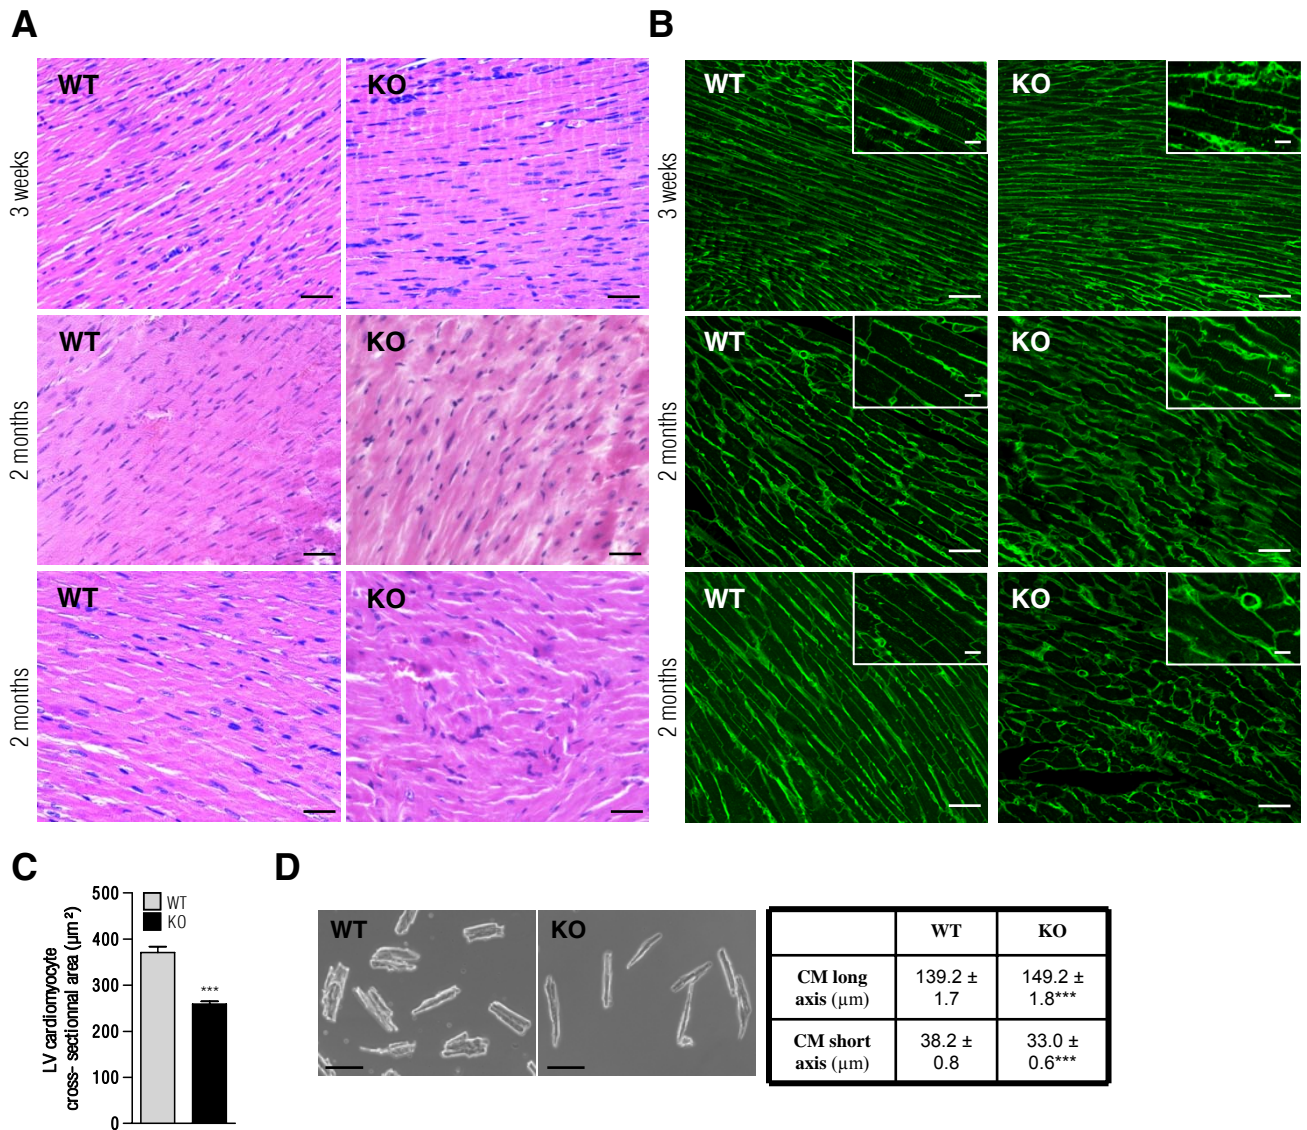 A
B
WT
KO
WT
KO
3 weeks
3 weeks
WT
KO
WT
KO
2 months
2 months
WT
KO
WT
KO
2 months
2 months
C
D
LV cardiomyocyte
cross- sectionnal area (µm²)
500
400
300
200
100
0
WT
KO
***
WT
KO
WT KO
CM long 139.2 ± 149.2 ±
axis (µm) 1.7 1.8***
CM short 38.2 ± 33.0 ±
axis (µm) 0.8 0.6***